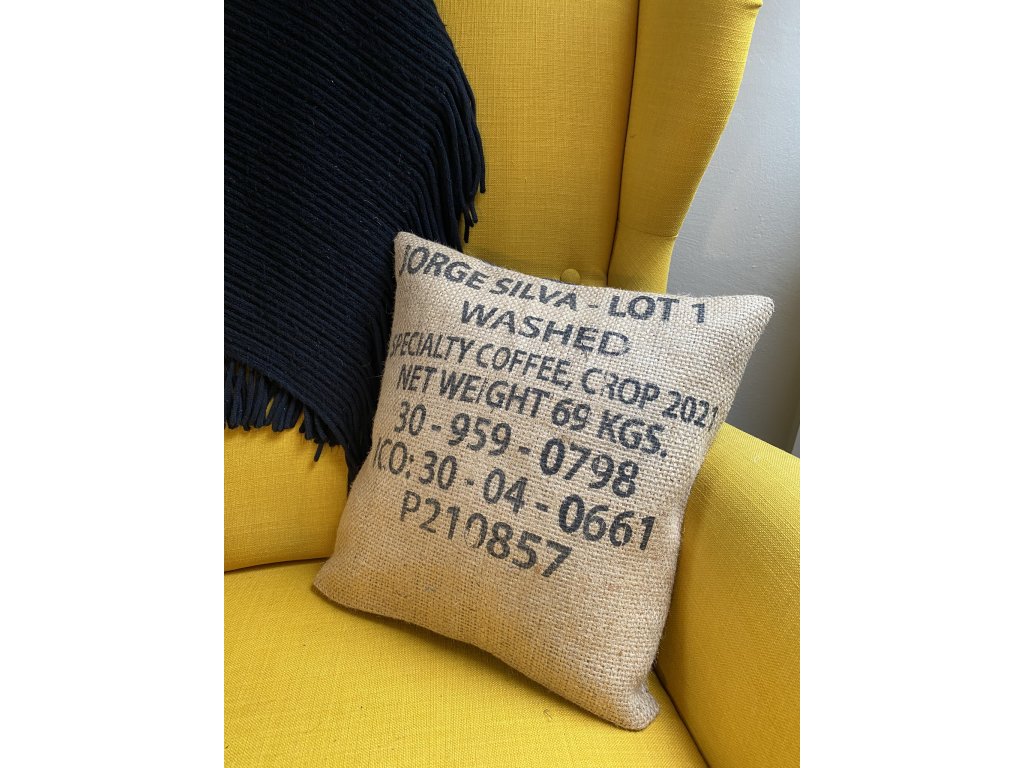 JORGE SILVA - LOT 1
WASHED
SPECIALTY COFFEE, CROP 2021
NET WEIGHT 69 KGS.
30 - 959 - 0798
ICO: 30 - 04 - 0661
P210857